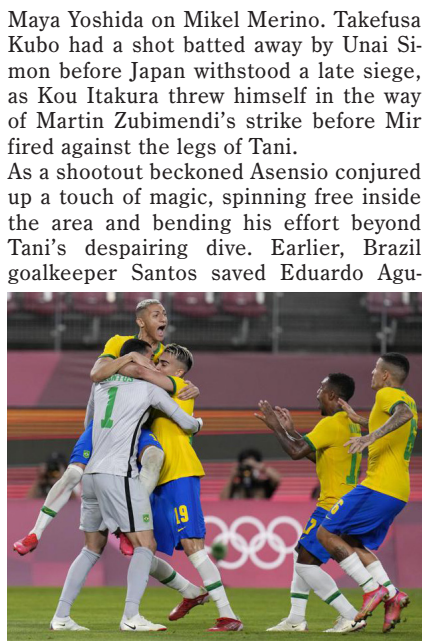 Maya Yoshida on Mikel Merino. Takefusa
Kubo had a shot batted away by Unai Si-
mon before Japan withstood a late siege,
as Kou Itakura threw himself in the way
of Martin Zubimendi's strike before Mir
fired against the legs of Tani.
As a shootout beckoned Asensio conjured
up a touch of magic, spinning free inside
the area and bending his effort beyond
Tani's despairing dive. Earlier, Brazil
goalkeeper Santos saved Eduardo Agu-
1
19